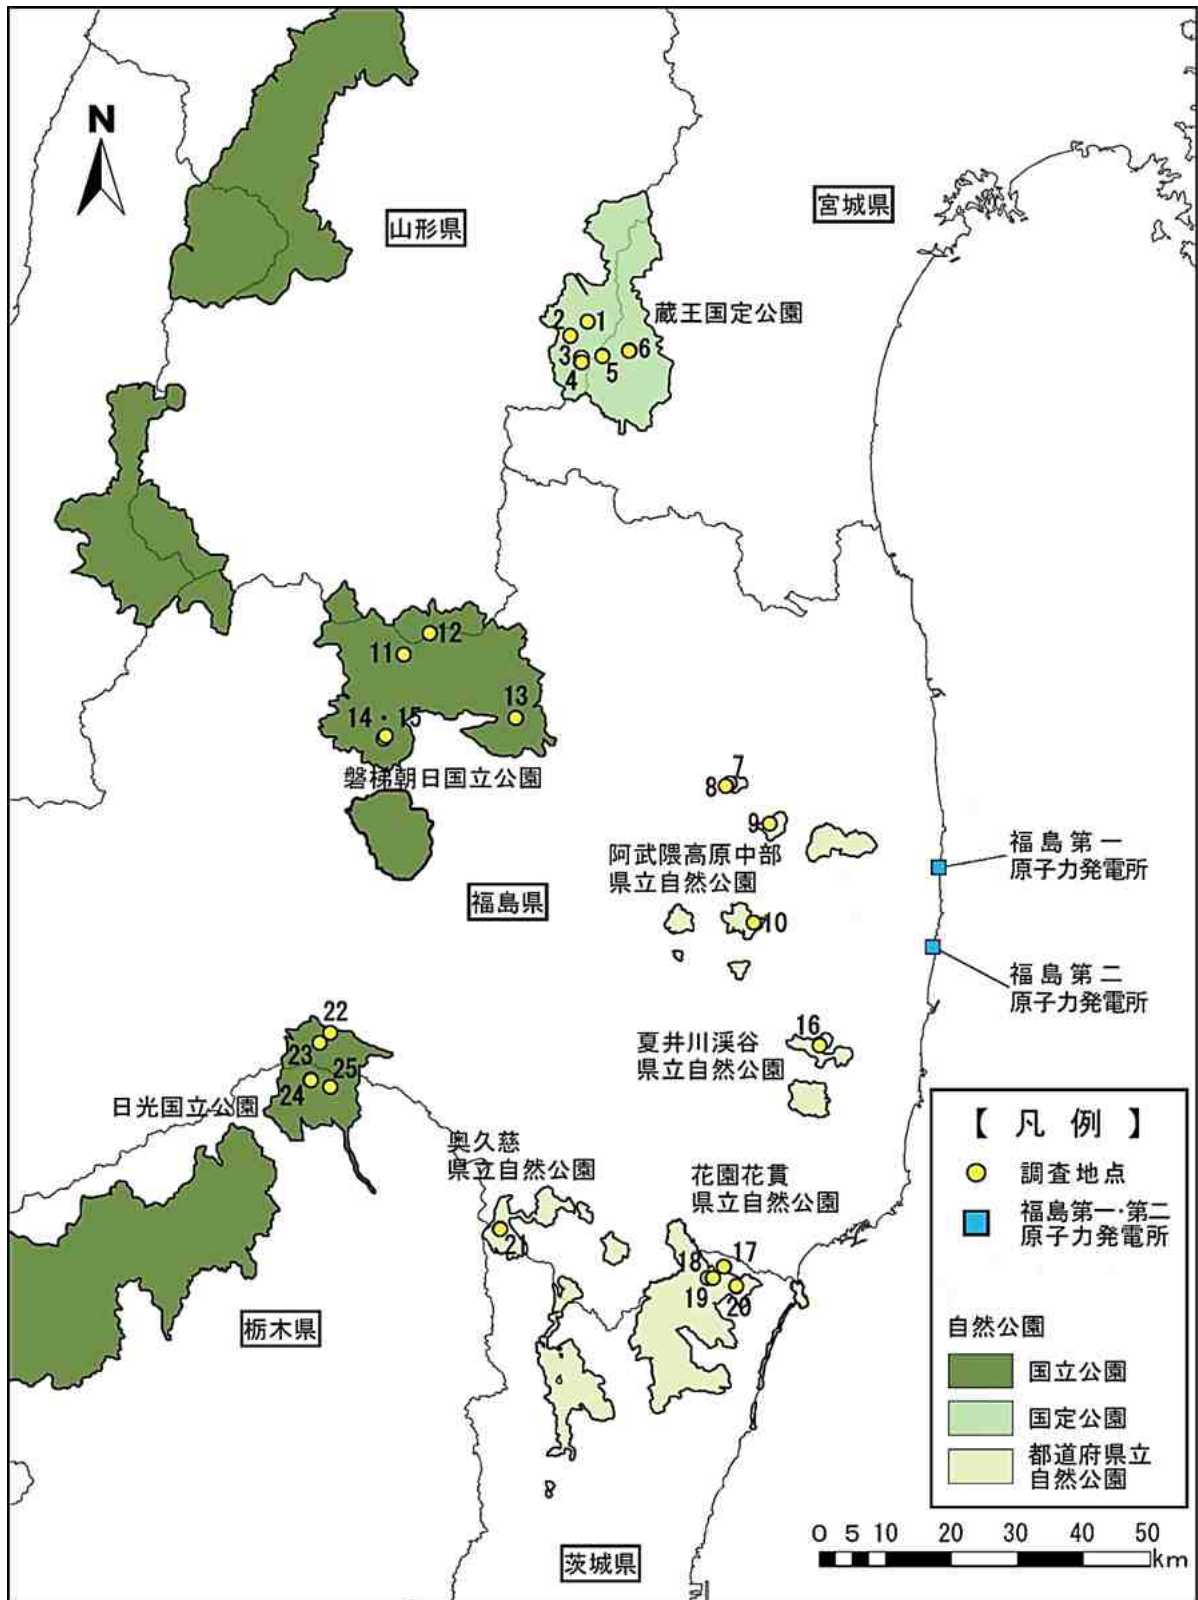 N
山形県
宮城県
蔵王国定公園
1
2
3
4
5
6
11
12
13
14・15
磐梯朝日国立公園
7
8
9
阿武隈高原中部
県立自然公園
10
福島県
福島第一
原子力発電所
福島第二
原子力発電所
16
夏井川渓谷
県立自然公園
22
23
24
25
日光国立公園
奥久慈
県立自然公園
21
花園花貫
県立自然公園
17
18
19
20
栃木県
茨城県
【凡例】
調査地点
福島第一・第二
原子力発電所
自然公園
国立公園
国定公園
都道府県立
自然公園
0 5 10 20 30 40 50
km